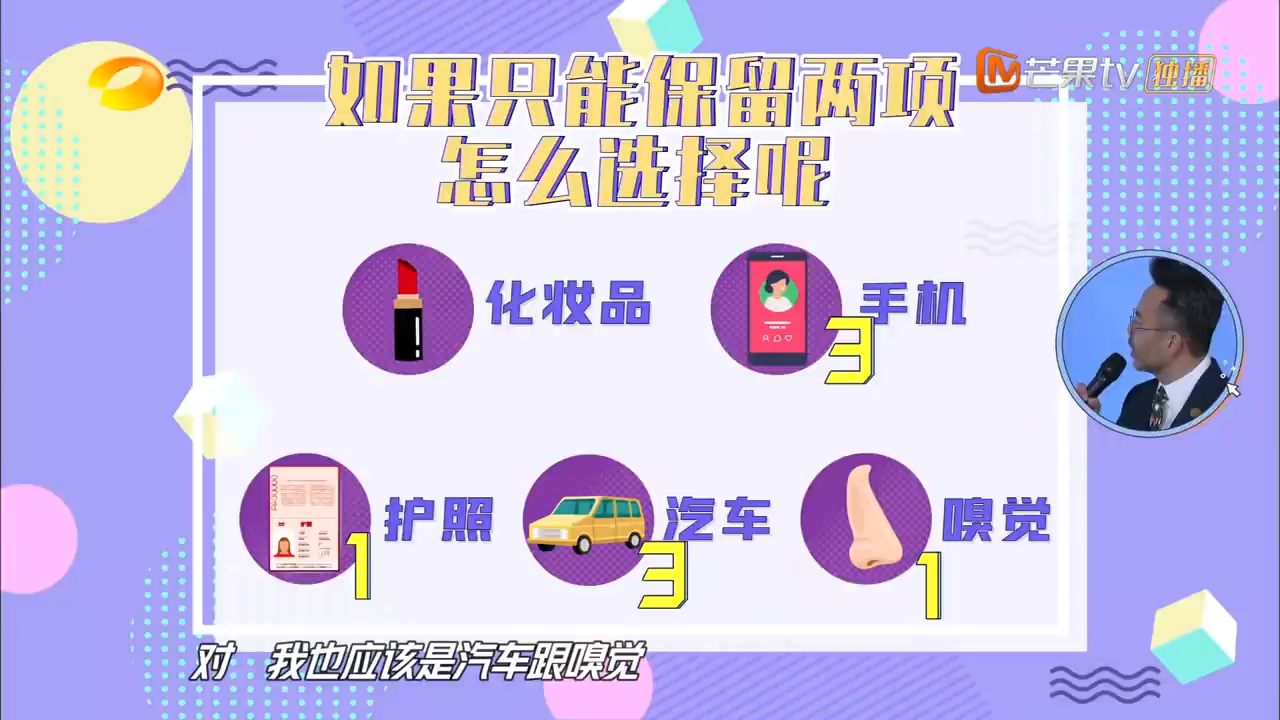 如果只能保留两项
芒果tv独播
怎么选择呢
化妆品
手机
3
护照
1
汽车
3
嗅觉
1
对 我也应该是汽车跟嗅觉